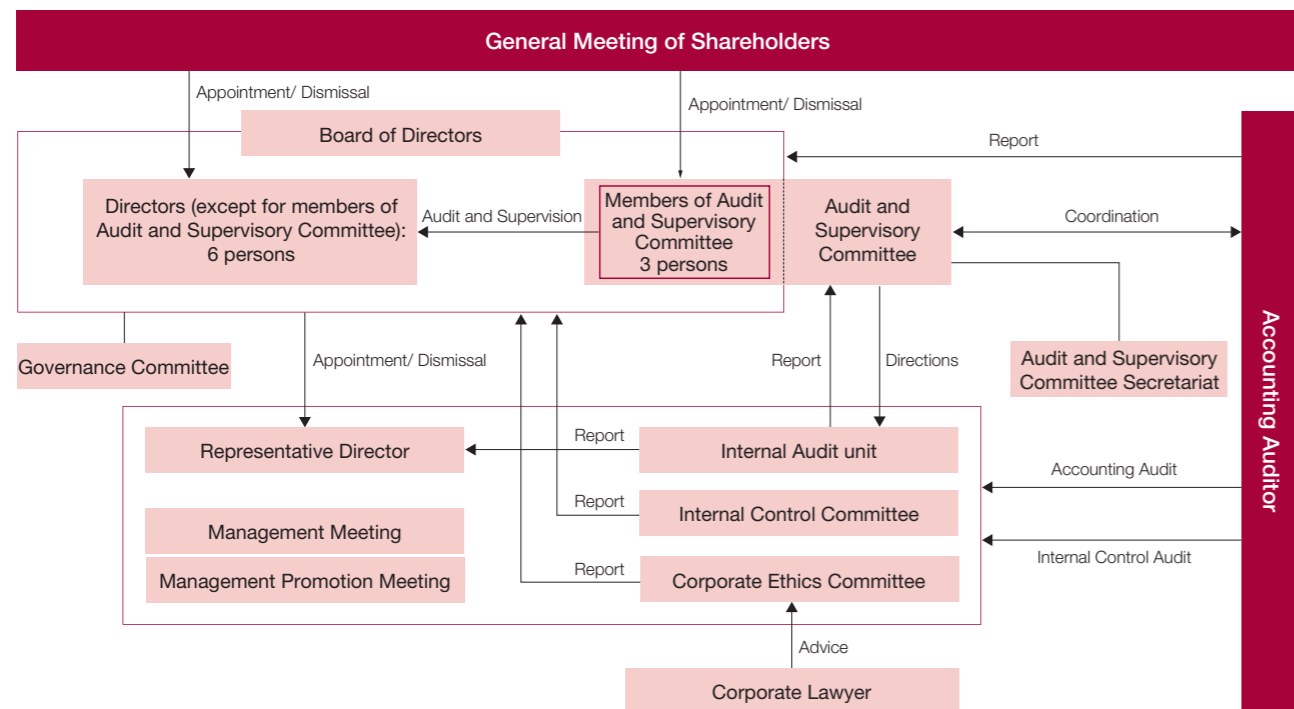 General Meeting of Shareholders
Appointment/ Dismissal
Appointment/ Dismissal
Board of Directors
Report
Directors (except for members of
Audit and Supervisory Committee):
6 persons
Audit and Supervision
Members of Audit
and Supervisory
Committee
3 persons
Audit and
Supervisory
Committee
Coordination
Accounting Auditor
Governance Committee
Appointment/ Dismissal
Report
Directions
Audit and Supervisory
Committee Secretariat
Representative Director
Report
Internal Audit unit
Accounting Audit
Management Meeting
Report
Internal Control Committee
Internal Control Audit
Management Promotion Meeting
Report
Corporate Ethics Committee
Advice
Corporate Lawyer